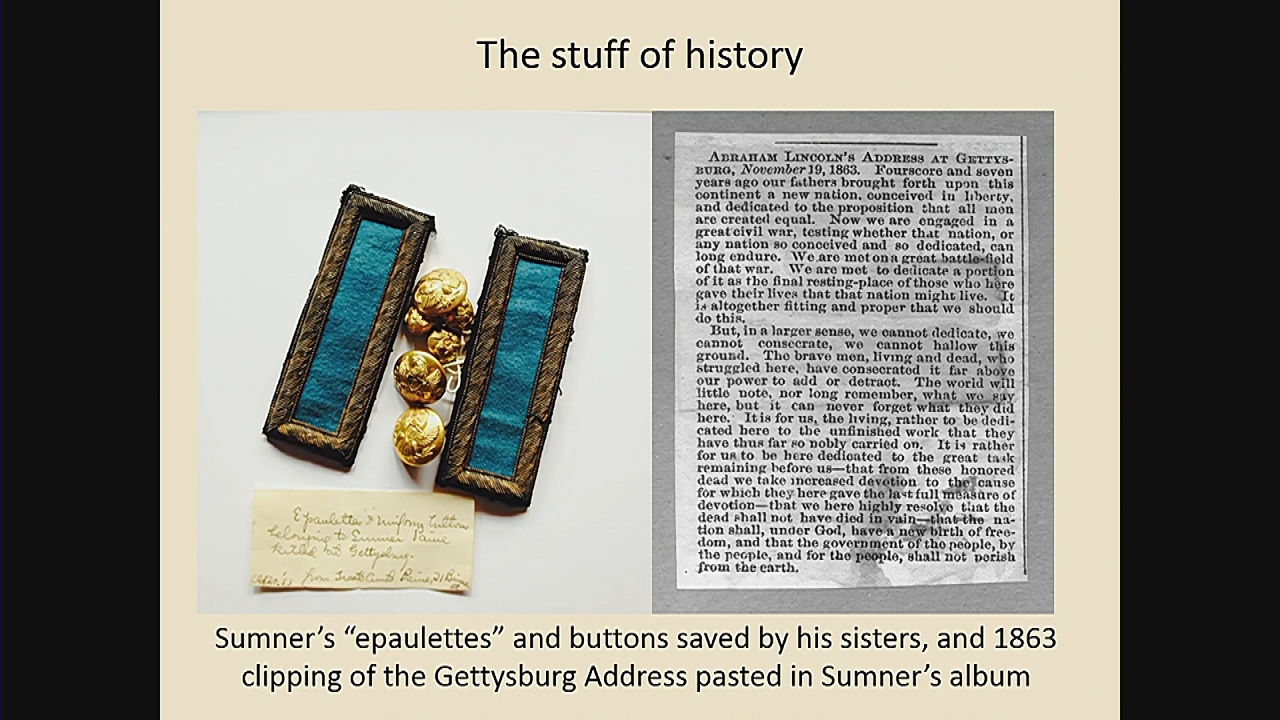 The stuff of history
Epaulettes & Uniform buttons
belonging to Sumner Paine
killed at Gettysburg.
from Great Aunt Paine, 21 Brim
ABRAHAM LINCOLN'S ADDRESS AT GETTYS-
BURG, November 19, 1863. Fourscore and seven
years ago our fathers brought forth upon this
continent a new nation, conceived in liberty,
and dedicated to the proposition that all men
are created equal. Now we are engaged in a
great civil war, testing whether that nation, or
any nation so conceived and so dedicated, can
long endure. We are met on a great battle-field
of that war. We are met to dedicate a portion
of it as the final resting-place of those who here
gave their lives that that nation might live. It
is altogether fitting and proper that we should
do this.
But, in a larger sense, we cannot dedicate, we
cannot consecrate, we cannot hallow this
ground. The brave men, living and dead, who
struggled here, have consecrated it far above
our power to add or detract. The world will
little note, nor long remember, what we say
here, but it can never forget what they did
here. It is for us, the living, rather to be dedi-
cated here to the unfinished work that they
have thus far so nobly carried on. It is rather
for us to be here dedicated to the great task
remaining before us—that from these honored
dead we take increased devotion to the cause
for which they here gave the last full measure of
devotion—that we here highly resolve that the
dead shall not have died in vain—that the na-
tion shall, under God, have a new birth of free-
dom, and that the government of the people, by
the people, and for the people, shall not perish
from the earth.
Sumner's “epaulettes” and buttons saved by his sisters, and 1863
clipping of the Gettysburg Address pasted in Sumner's album